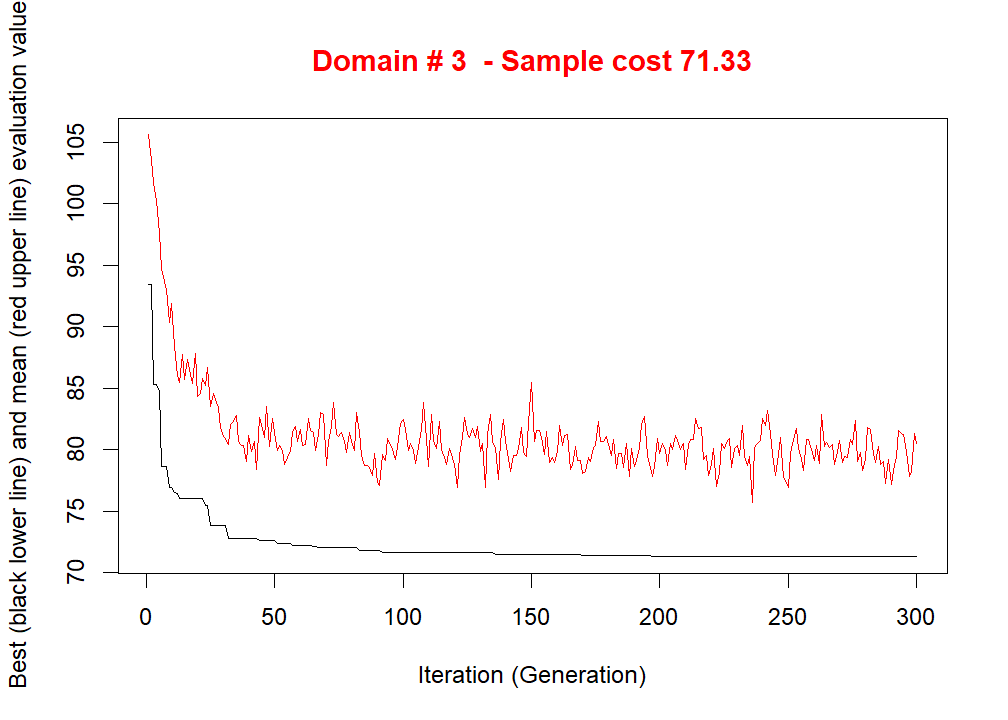 Domain # 3 - Sample cost 71.33
Best (black lower line) and mean (red upper line) evaluation value
105
100
95
90
85
80
75
70
0 50 100 150 200 250 300
Iteration (Generation)